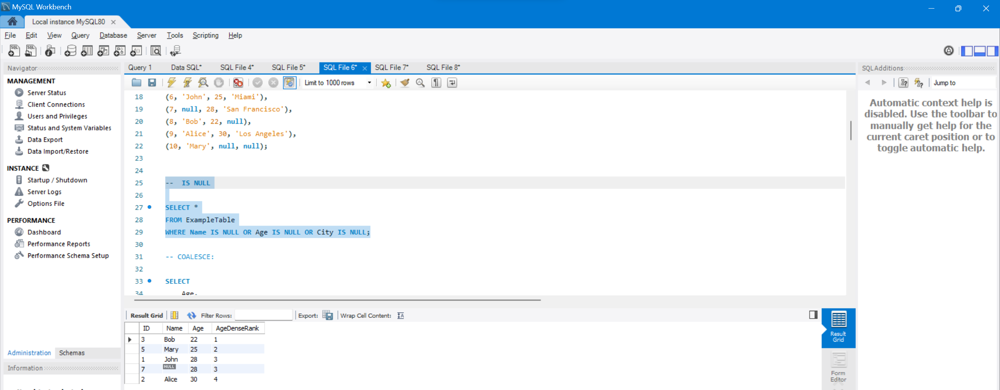 MySQL Workbench
Local instance MySQL80
File Edit View Query Database Server Tools Scripting Help
Navigator
MANAGEMENT
Server Status
Client Connections
Users and Privileges
Status and System Variables
Data Export
Data Import/Restore
INSTANCE
Startup / Shutdown
Server Logs
Options File
PERFORMANCE
Dashboard
Performance Reports
Performance Schema Setup
Administration Schemas
Information
Query 1 Data SQL* SQL File 4* SQL File 5* SQL File 6* SQL File 7* SQL File 8*
Limit to 1000 rows
18 (6, 'John', 25, 'Miami'),
19 (7, null, 28, 'San Francisco'),
20 (8, 'Bob', 22, null),
21 (9, 'Alice', 30, 'Los Angeles'),
22 (10, 'Mary', null, null);
23
24
25 -- IS NULL
26
27 SELECT *
28 FROM ExampleTable
29 WHERE Name IS NULL OR Age IS NULL OR City IS NULL;
30
31 -- COALESCE:
32
33 SELECT
34 Age,
Result Grid Filter Rows: Export: Wrap Cell Content:
ID Name Age AgeDenseRank
3 Bob 22 1
5 Mary 25 2
1 John 28 3
7 NULL 28 3
2 Alice 30 4
Result
Grid
Form
Editor
SQLAdditions
Jump to
Automatic context help is
disabled. Use the toolbar to
manually get help for the
current caret position or to
toggle automatic help.